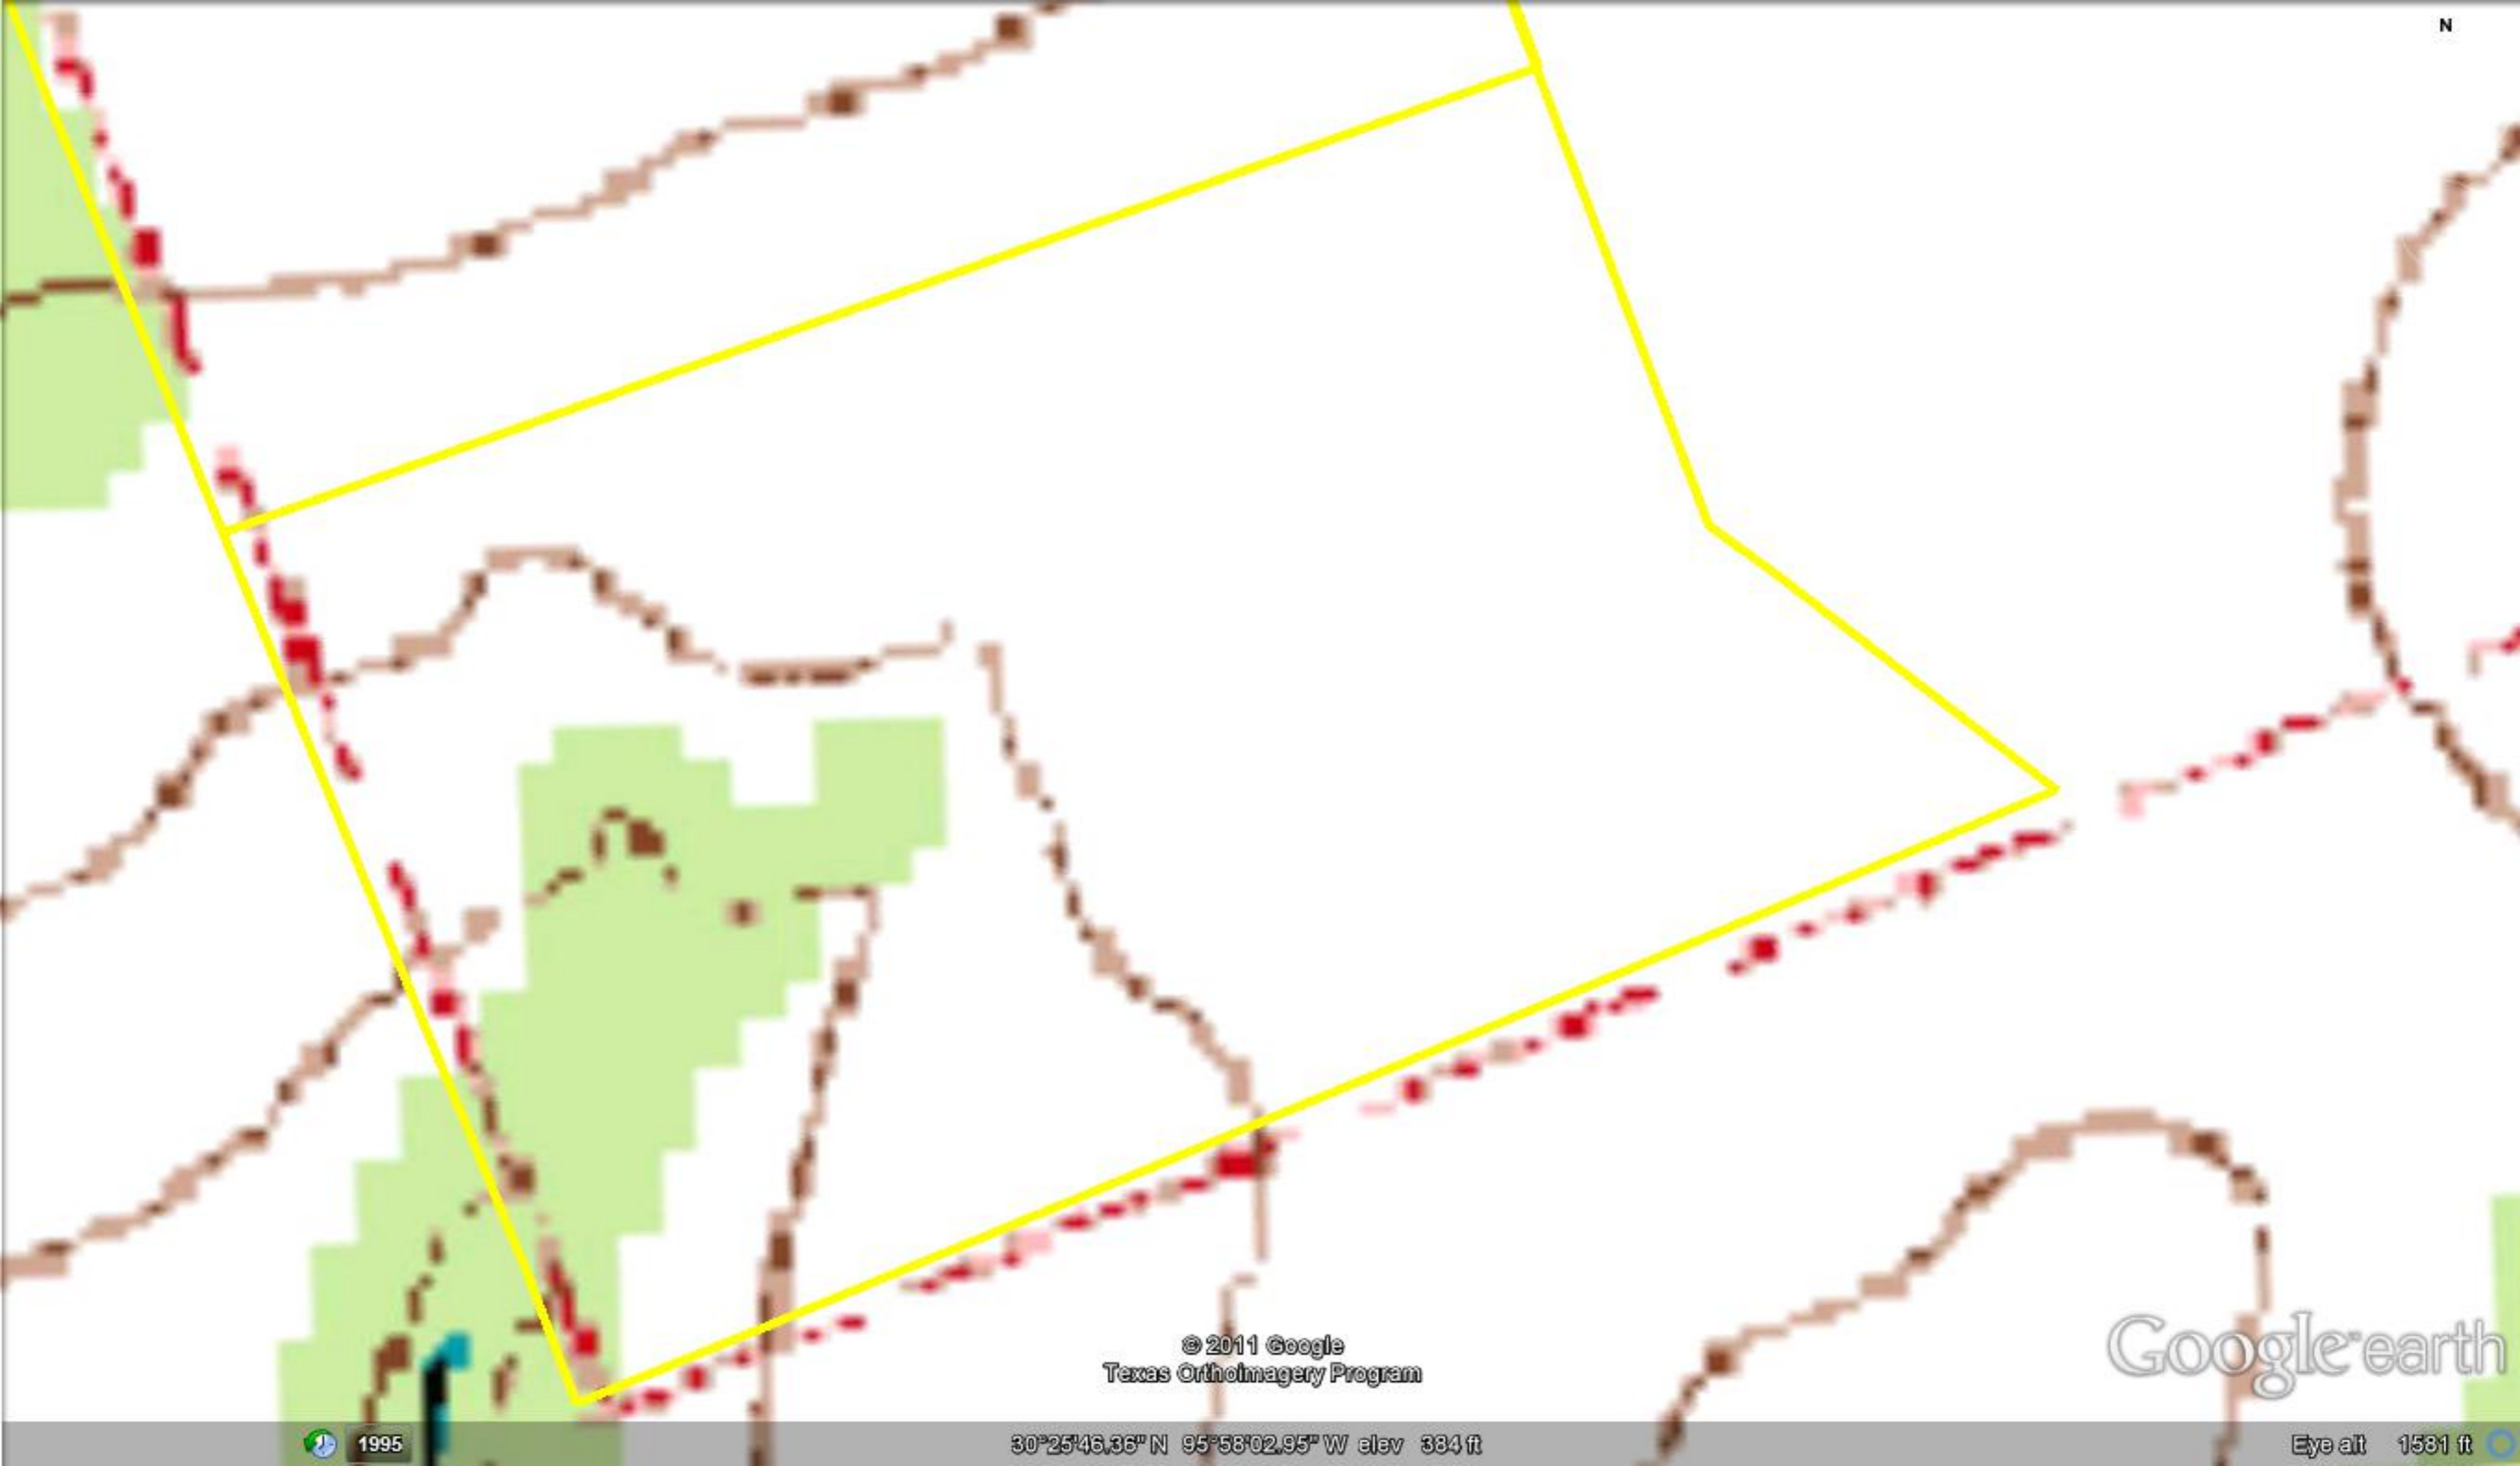 N
© 2011 Google
Texas Orthoimagery Program
Google earth
1995
30°25'46.36" N 95°58'02.95" W elev 384 ft
Eye alt 1581 ft